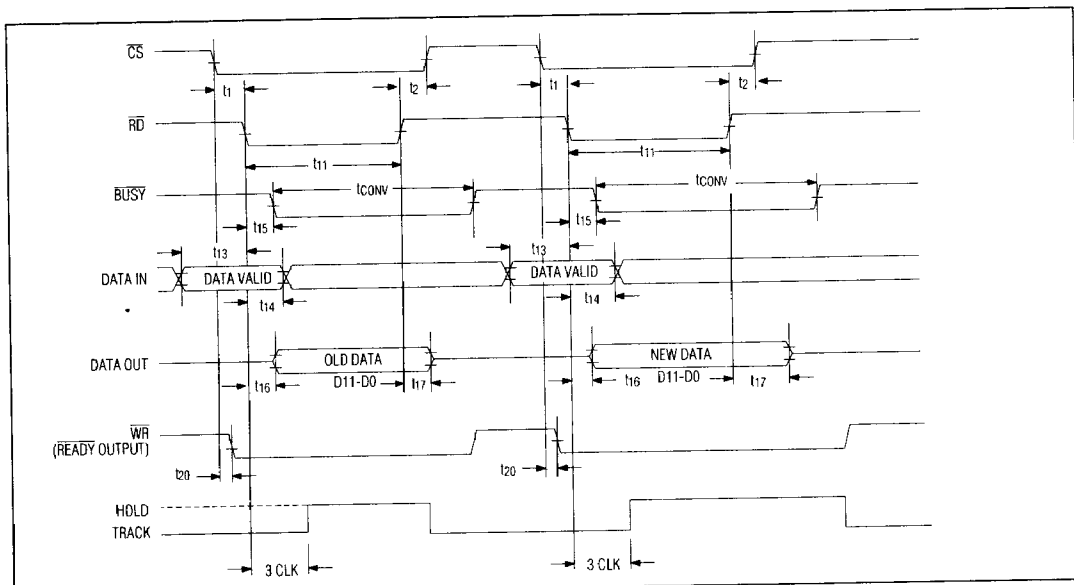 CS
t1 t2 t1 t2
RD
t11 t11
tCONV tCONV
BUSY
t15 t15
t13 t13
DATA IN DATA VALID DATA VALID
t14 t14
DATA OUT OLD DATA NEW DATA
t16 D11-D0 t17 t16 D11-D0 t17
WR
(READY OUTPUT)
t20 t20
HOLD
TRACK
3 CLK 3 CLK